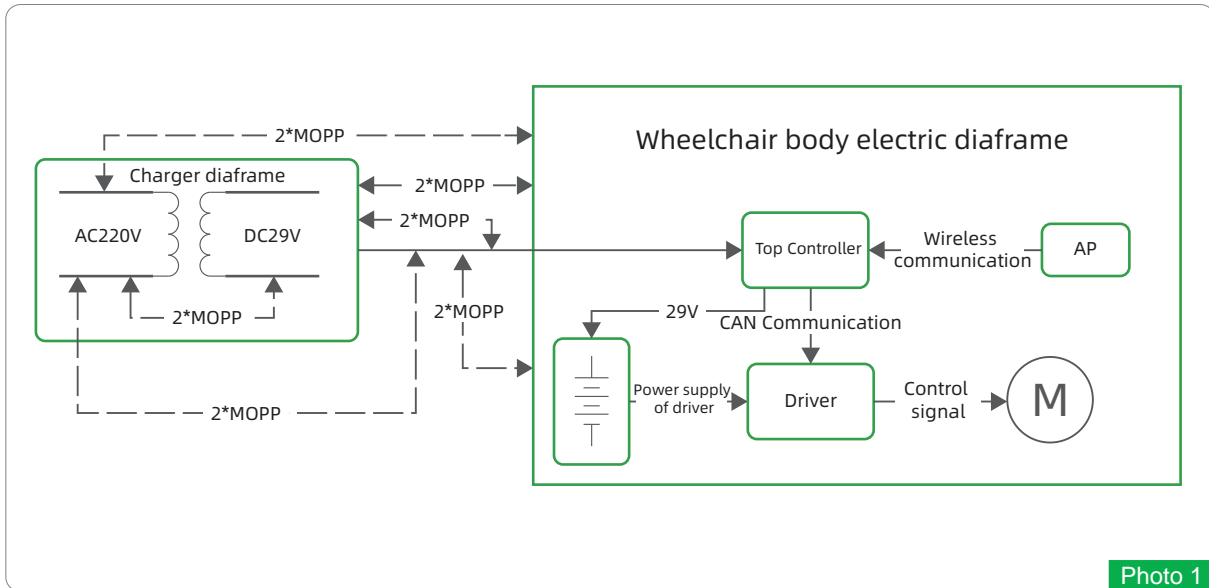 Wheelchair body electric diaframe
2*MOPP
Charger diaframe
2*MOPP
2*MOPP
AC220V
DC29V
Top Controller
Wireless
communication
AP
2*MOPP
2*MOPP
29V
CAN Communication
Power supply
of driver
Driver
Control
signal
M
2*MOPP
Photo 1